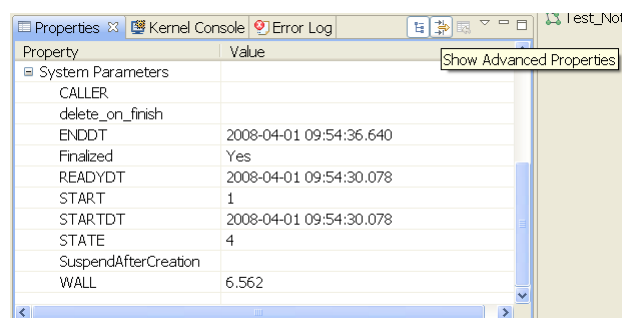 Properties Kernel Console Error Log
Test_Not
Property Value
Show Advanced Properties
System Parameters
CALLER
delete_on_finish
ENDDT 2008-04-01 09:54:36.640
Finalized Yes
READYDT 2008-04-01 09:54:30.078
START 1
STARTDT 2008-04-01 09:54:30.078
STATE 4
SuspendAfterCreation
WALL 6.562